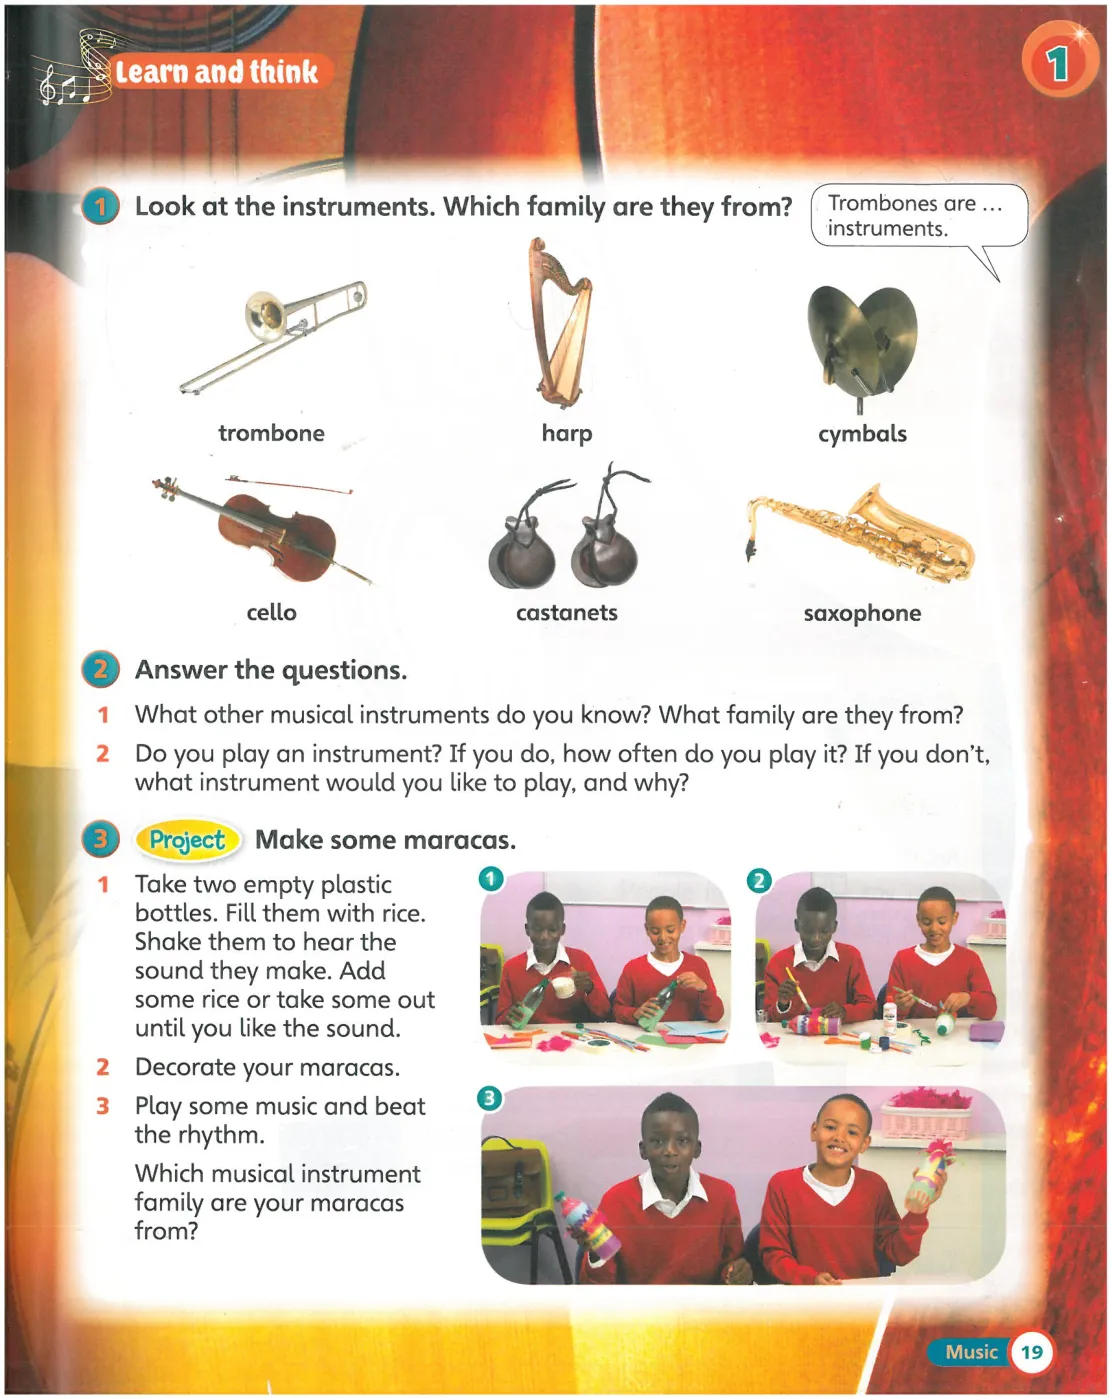 Learn and think
1
1 Look at the instruments. Which family are they from?
Trombones are ...
instruments.
trombone
harp
cymbals
cello
castanets
saxophone
2 Answer the questions.
1 What other musical instruments do you know? What family are they from?
2 Do you play an instrument? If you do, how often do you play it? If you don't,
what instrument would you like to play, and why?
3 Project Make some maracas.
1 Take two empty plastic
bottles. Fill them with rice.
Shake them to hear the
sound they make. Add
some rice or take some out
until you like the sound.
2 Decorate your maracas.
3 Play some music and beat
the rhythm.
Which musical instrument
family are your maracas
from?
1
2
3
Music 19